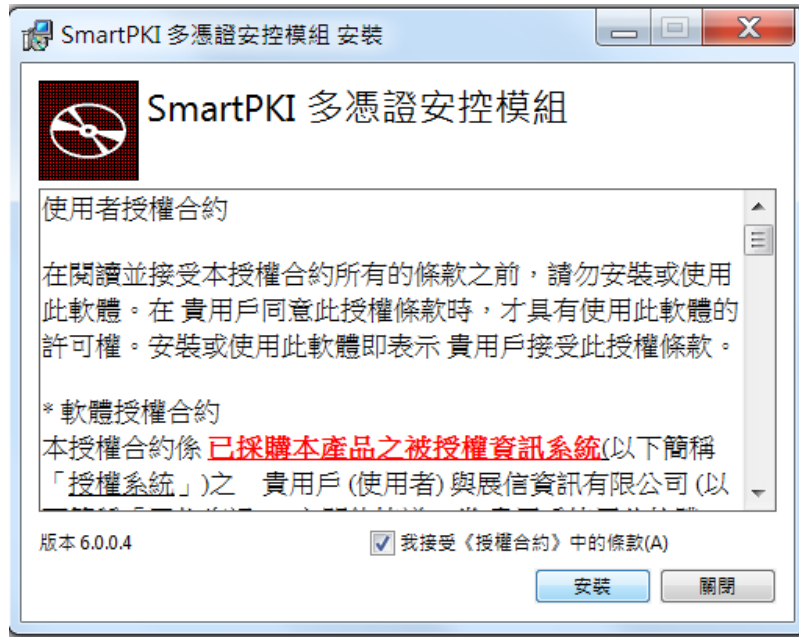 SmartPKI 多憑證安控模組 安裝
SmartPKI 多憑證安控模組
使用者授權合約
在閱讀並接受本授權合約所有的條款之前，請勿安裝或使用
此軟體。在 貴用戶同意此授權條款時，才具有使用此軟體的
許可權。安裝或使用此軟體即表示 貴用戶接受此授權條款。
* 軟體授權合約
本授權合約係 已採購本產品之被授權資訊系統(以下簡稱
「授權系統」)之　貴用戶 (使用者) 與展信資訊有限公司 (以
版本 6.0.0.4
我接受《授權合約》中的條款(A)
安裝
關閉